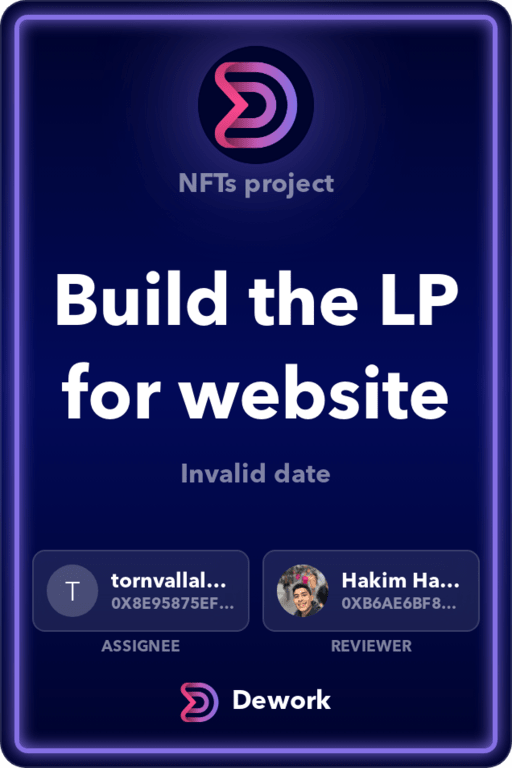 NFTs project
Build the LP
for website
Invalid date
T
tornvallal...
0X8E95875EF...
ASSIGNEE
Hakim Ha...
0XB6AE6BF8...
REVIEWER
Dework